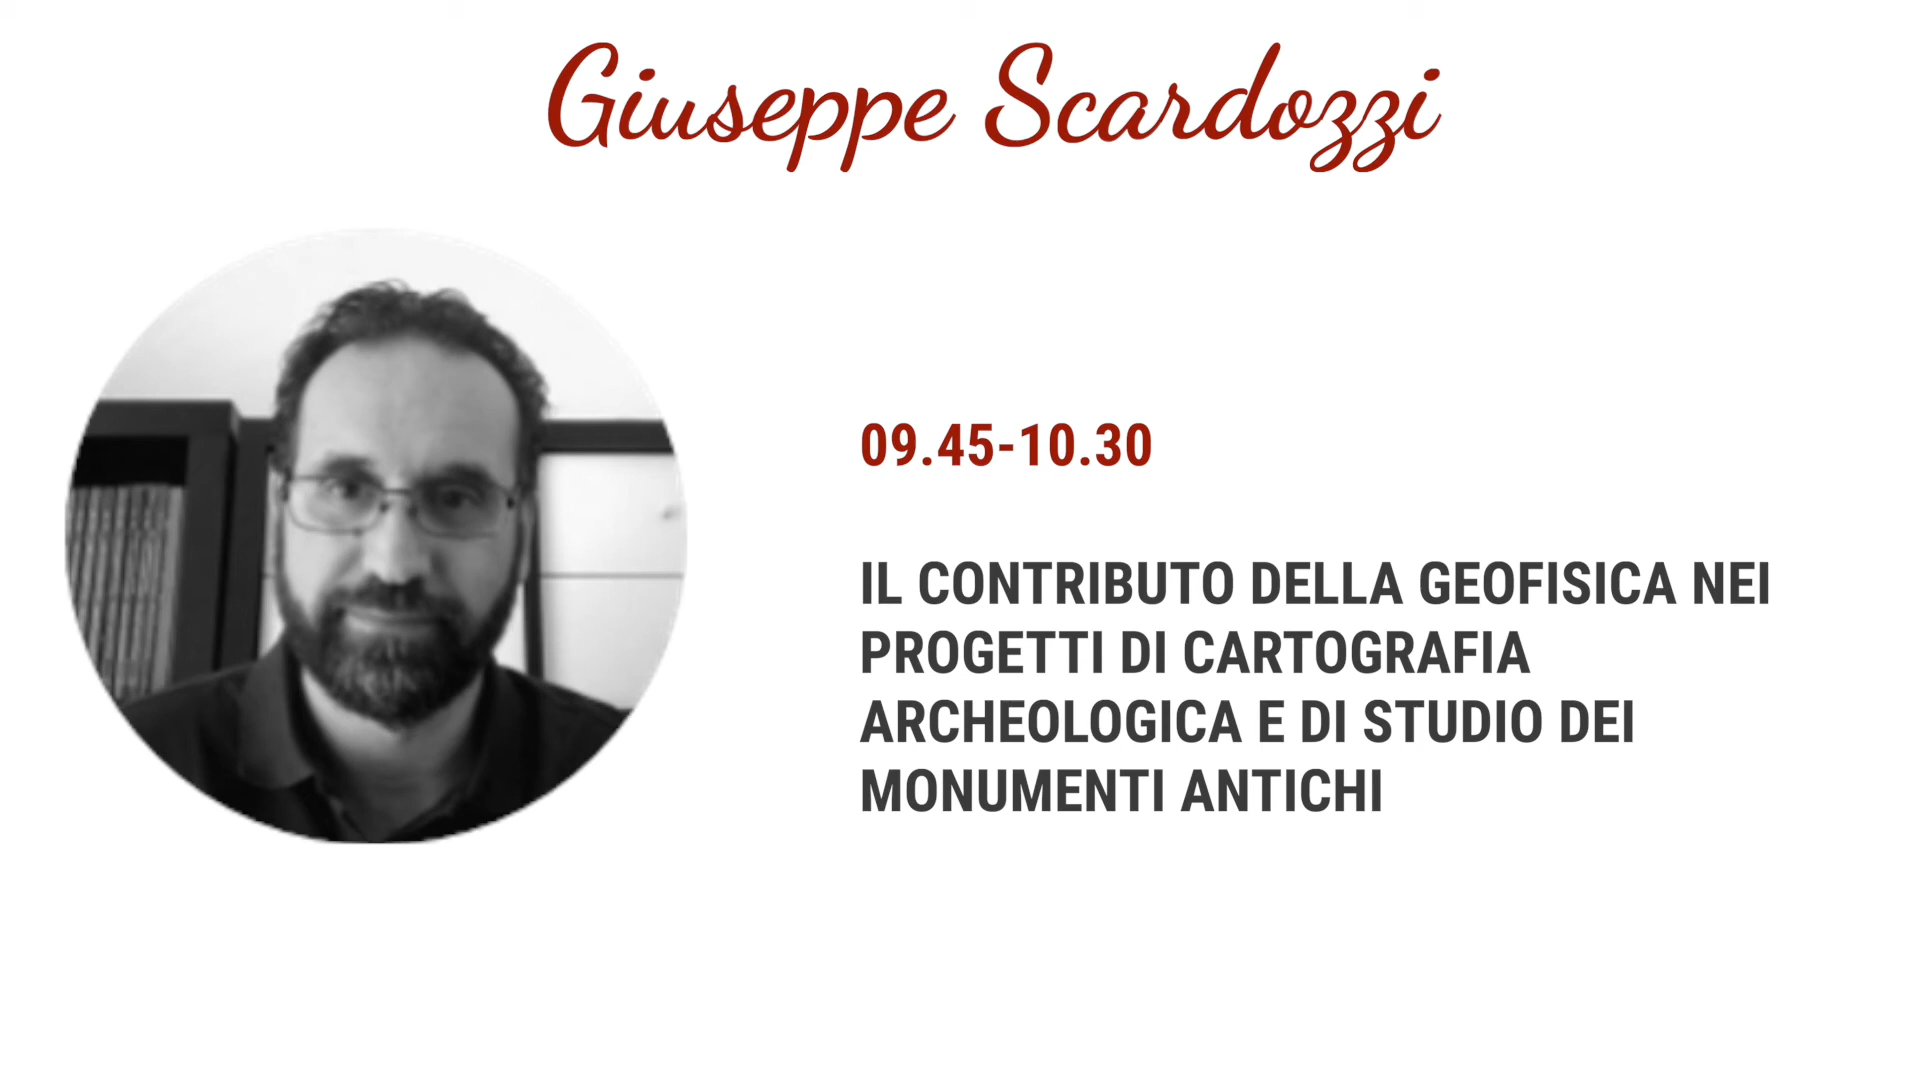 Giuseppe Scardozzi
09.45-10.30
IL CONTRIBUTO DELLA GEOFISICA NEI
PROGETTI DI CARTOGRAFIA
ARCHEOLOGICA E DI STUDIO DEI
MONUMENTI ANTICHI